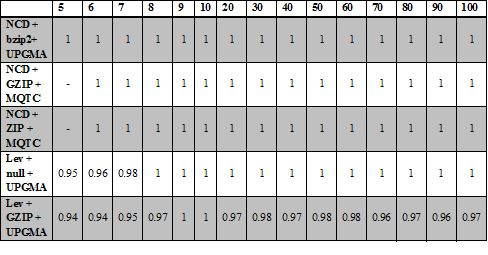 5 6 7 8 9 10 20 30 40 50 60 70 80 90 100
NCD +
bzip2+ 1 1 1 1 1 1 1 1 1 1 1 1 1 1 1
UPGMA
NCD +
GZIP + - 1 1 1 1 1 1 1 1 1 1 1 1 1 1
MQTC
NCD +
ZIP + - 1 1 1 1 1 1 1 1 1 1 1 1 1 1
MQTC
Lev +
null + 0.95 0.96 0.98 1 1 1 1 1 1 1 1 1 1 1 1
UPGMA
Lev +
GZIP + 0.94 0.94 0.95 0.97 1 1 0.97 0.98 0.97 0.98 0.98 0.96 0.97 0.96 0.97
UPGMA